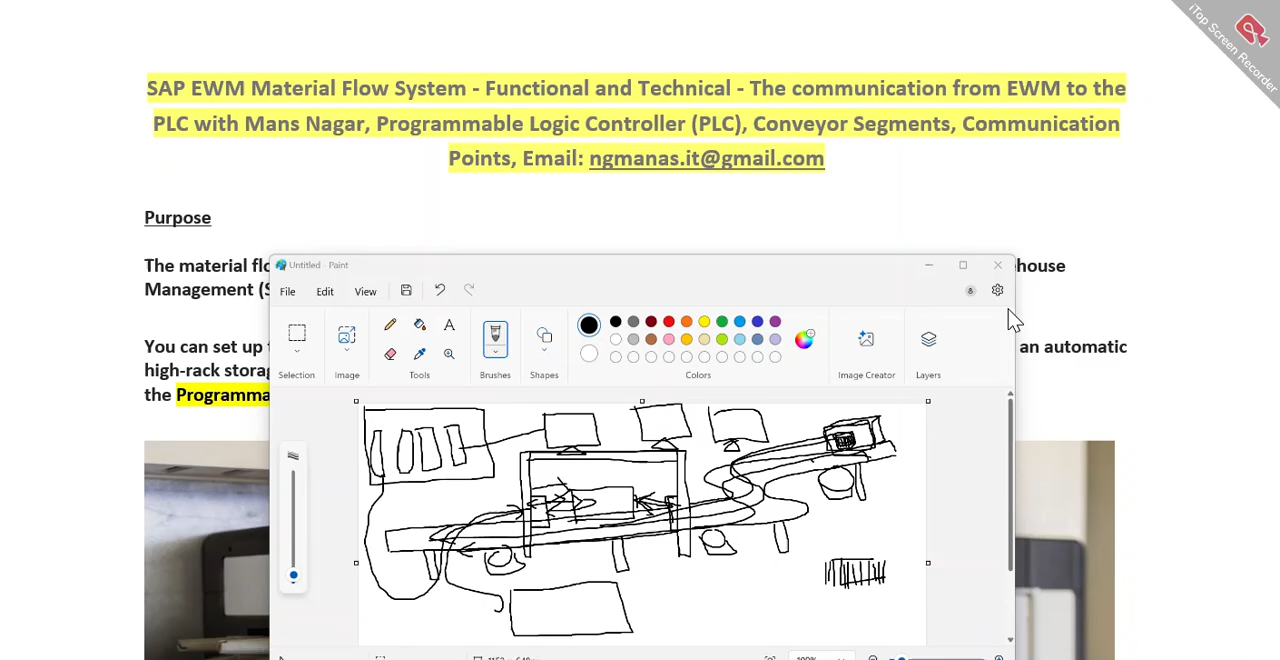 iTop Screen Recorder
SAP EWM Material Flow System - Functional and Technical - The communication from EWM to the
PLC with Mans Nagar, Programmable Logic Controller (PLC), Conveyor Segments, Communication
Points, Email: ngmanas.it@gmail.com
Purpose
The material flo
house
Management (S
You can set up t
an automatic
high-rack storag
the Programma
Untitled - Paint
File Edit View
Selection Image Tools Brushes Shapes Colors Image Creator Layers